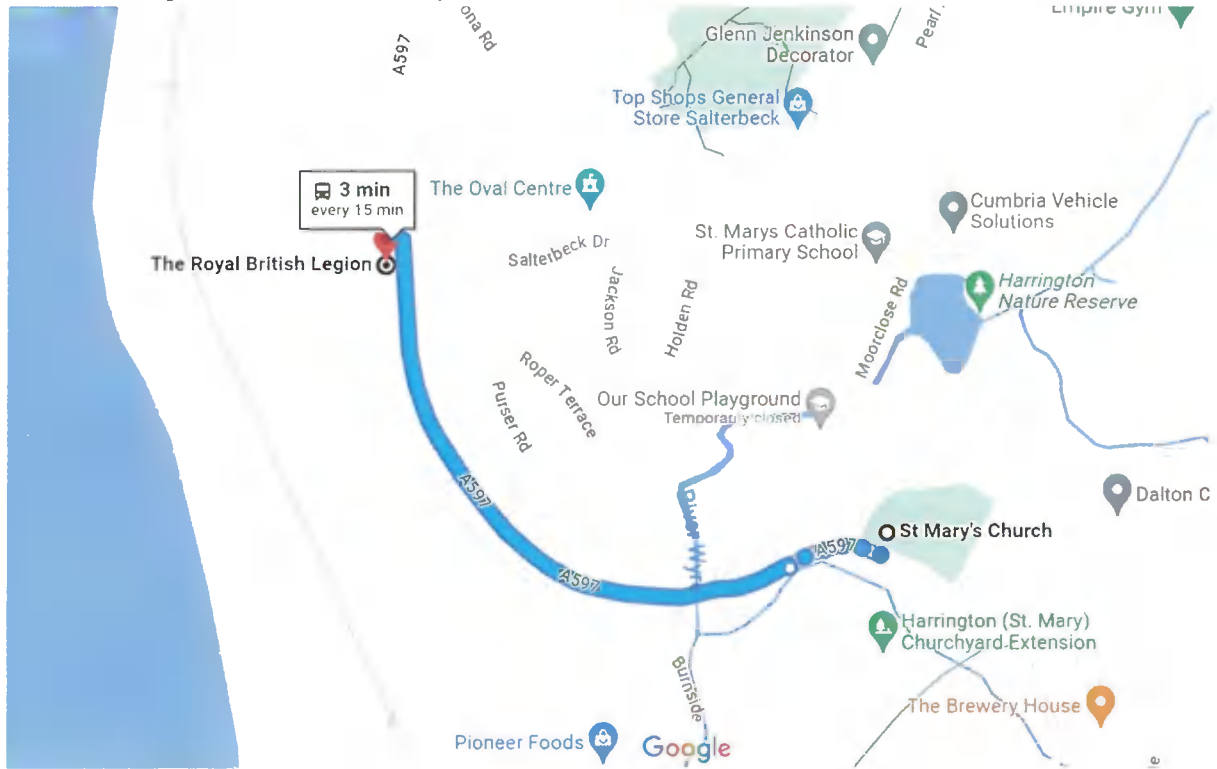 ona Rd
A597
Glenn Jenkinson
Decorator
Pearl
Empire Gym
Top Shops General
Store Salterbeck
3 min
every 15 min
The Oval Centre
Cumbria Vehicle
Solutions
St. Marys Catholic
Primary School
Salterbeck Dr
The Royal British Legion
Jackson Rd
Holden Rd
Moorclose Rd
Harrington
Nature Reserve
Roper Terrace
Purser Rd
Our School Playground
Temporarily closed
A597
River Wyr
Dalton C
St Mary's Church
A597
A597
Harrington (St. Mary)
Churchyard Extension
Burnside
The Brewery House
Pioneer Foods
Google